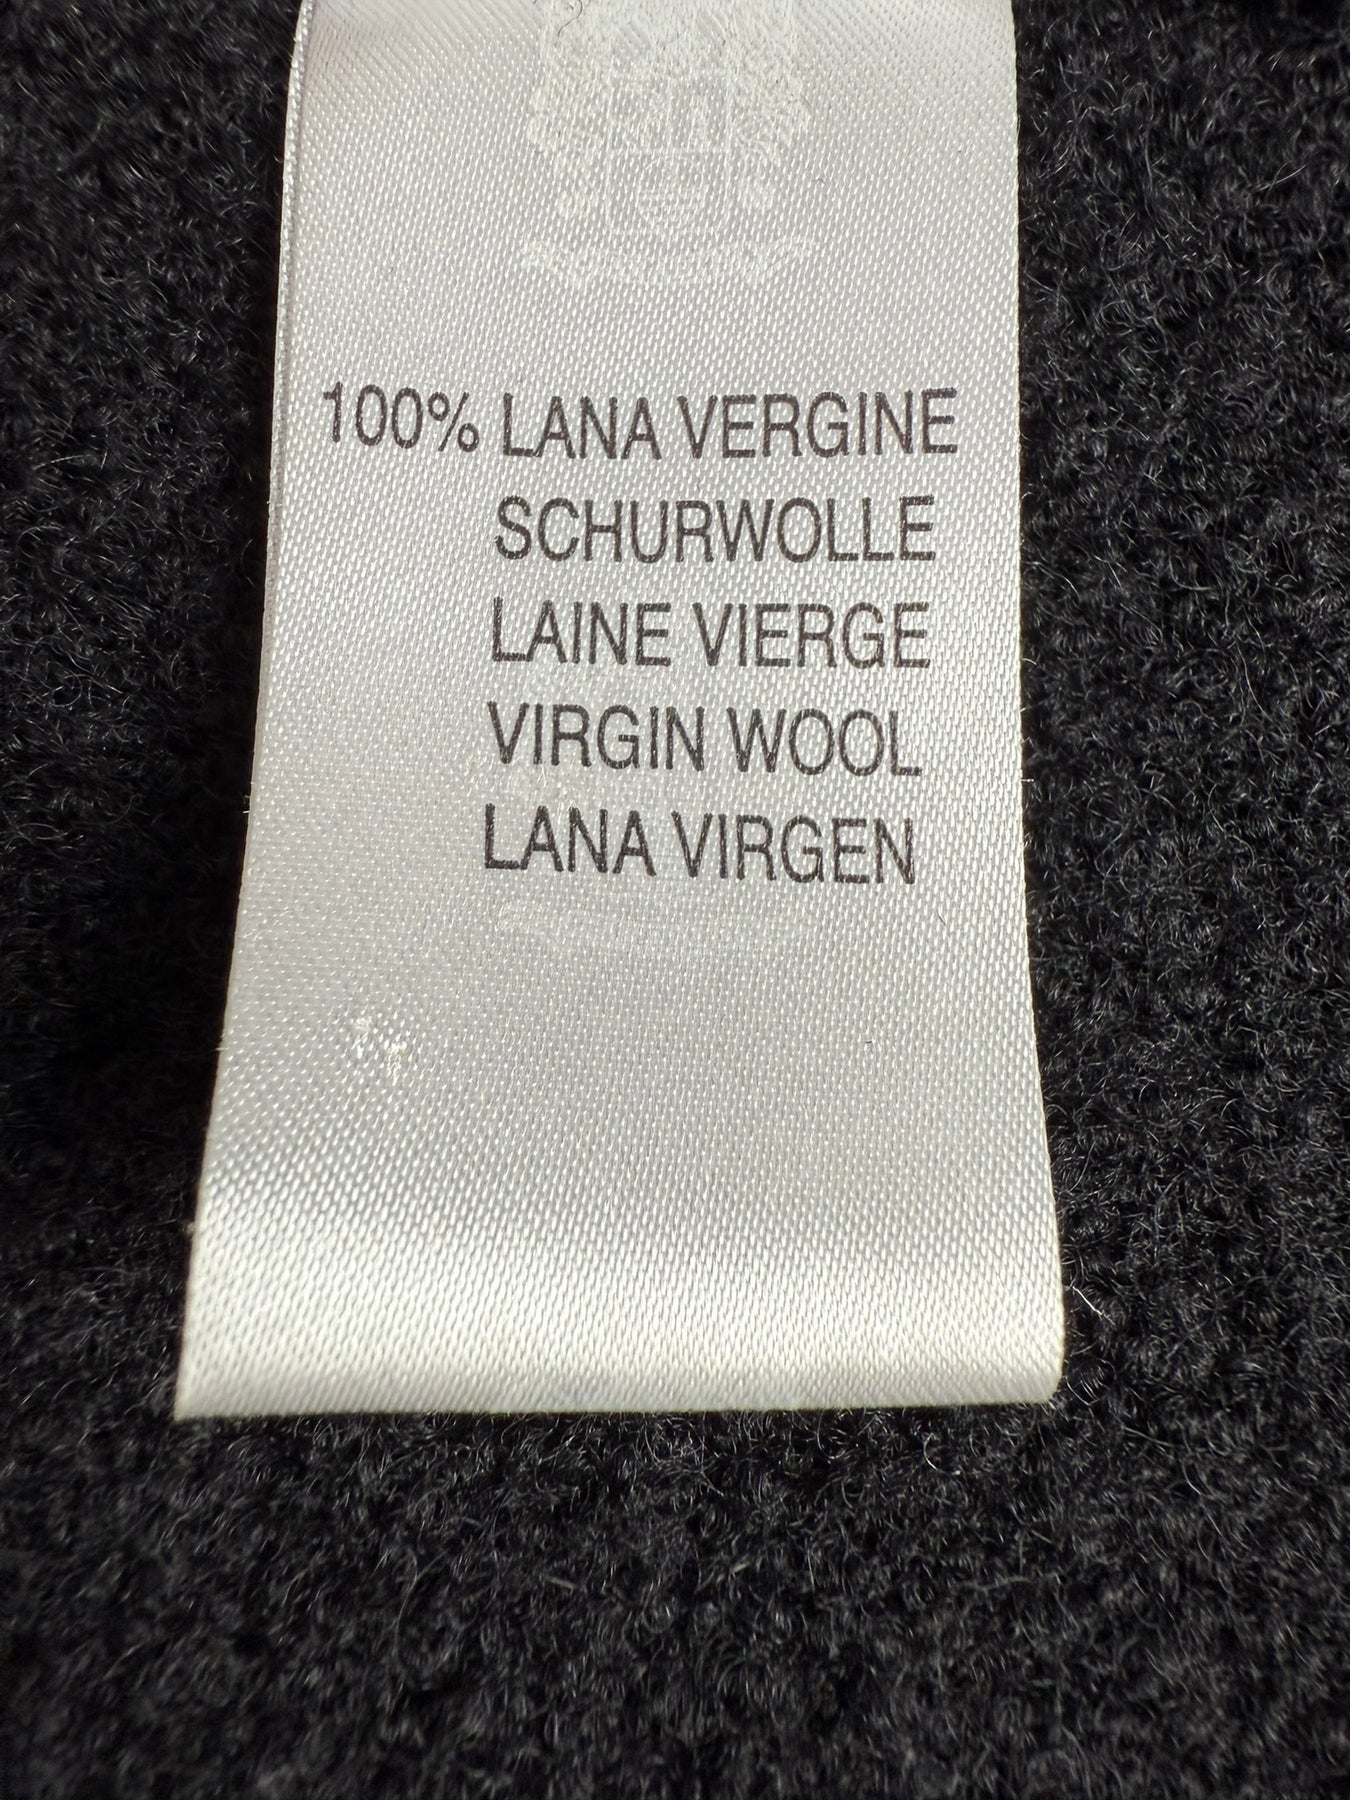 100% LANA VERGINE
SCHURWOLLE
LAINE VIERGE
VIRGIN WOOL
LANA VIRGEN